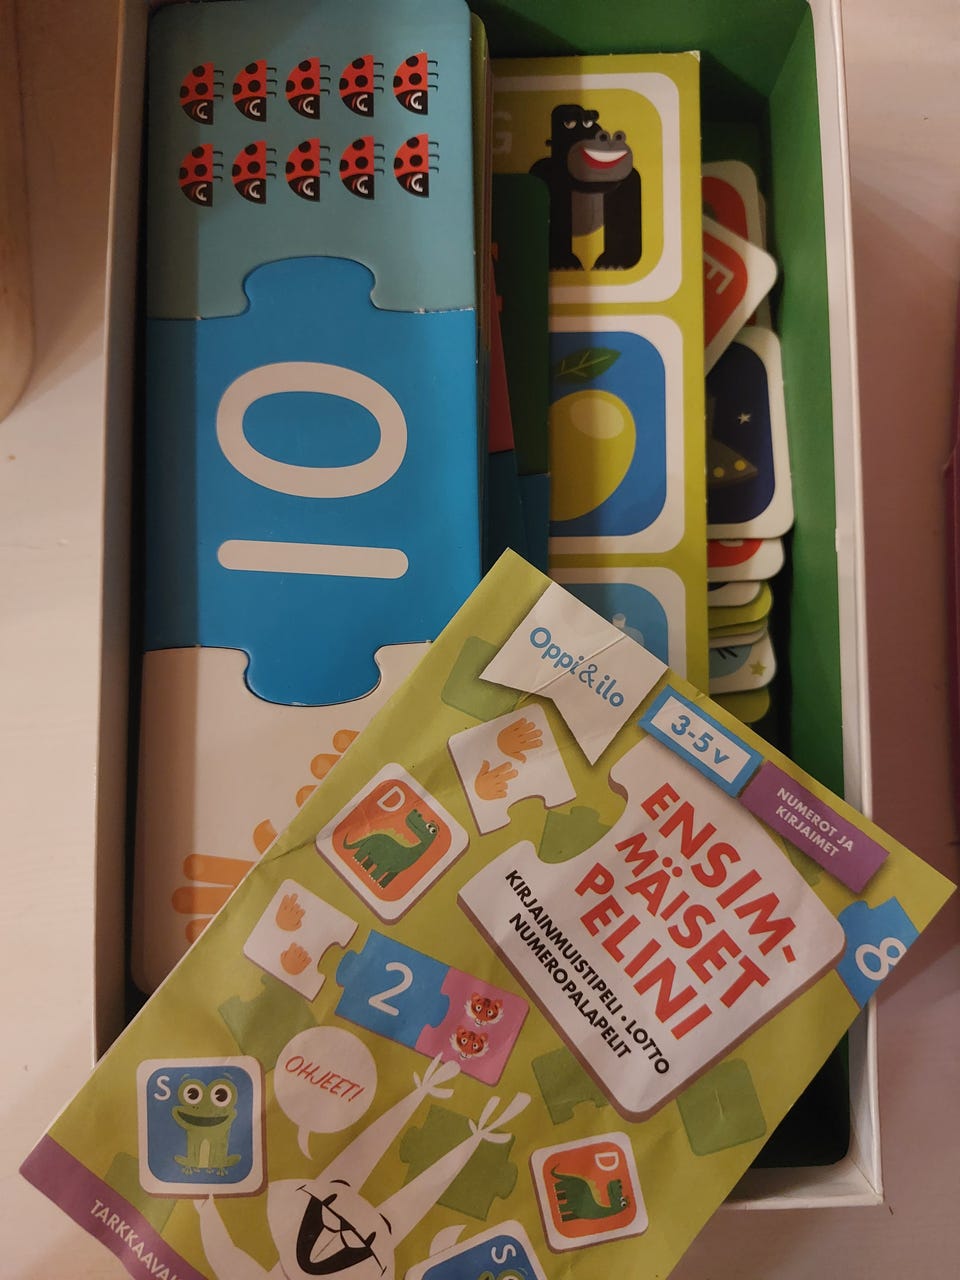 G
10
E
Oppi&ilo
3-5 v
NUMEROT JA
KIRJAIMET
ENSIM-
MÄISET
PELINI
KIRJAINMUISTIPELI • LOTTO
NUMEROPALAPELIT
8
D
2
OHJEET!
S
D
S